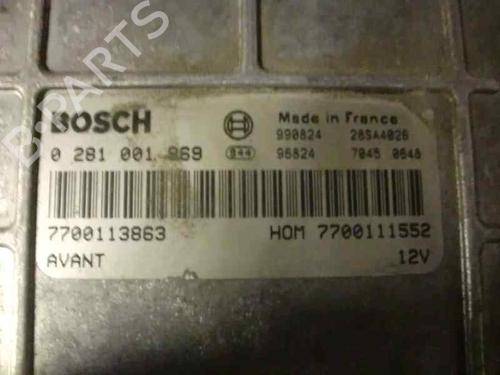 BOSCH Made in France
990824 28SA4026
0 281 001 869 844 96824 7045 0648
7700113863 HOM 7700111552
AVANT 12V
B-PARTS